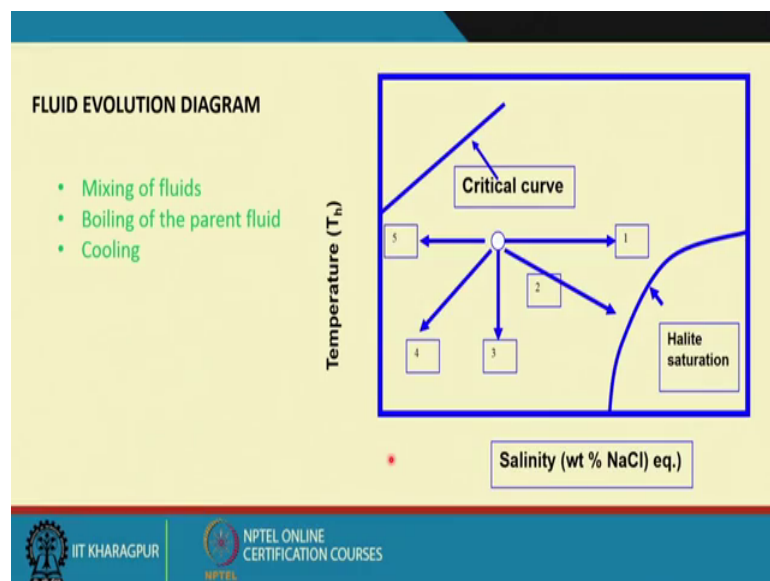 FLUID EVOLUTION DIAGRAM
• Mixing of fluids
• Boiling of the parent fluid
• Cooling
Temperature (Th)
Critical curve
5
1
2
4
3
Halite
saturation
Salinity (wt % NaCl) eq.)
IIT KHARAGPUR
NPTEL
NPTEL ONLINE
CERTIFICATION COURSES